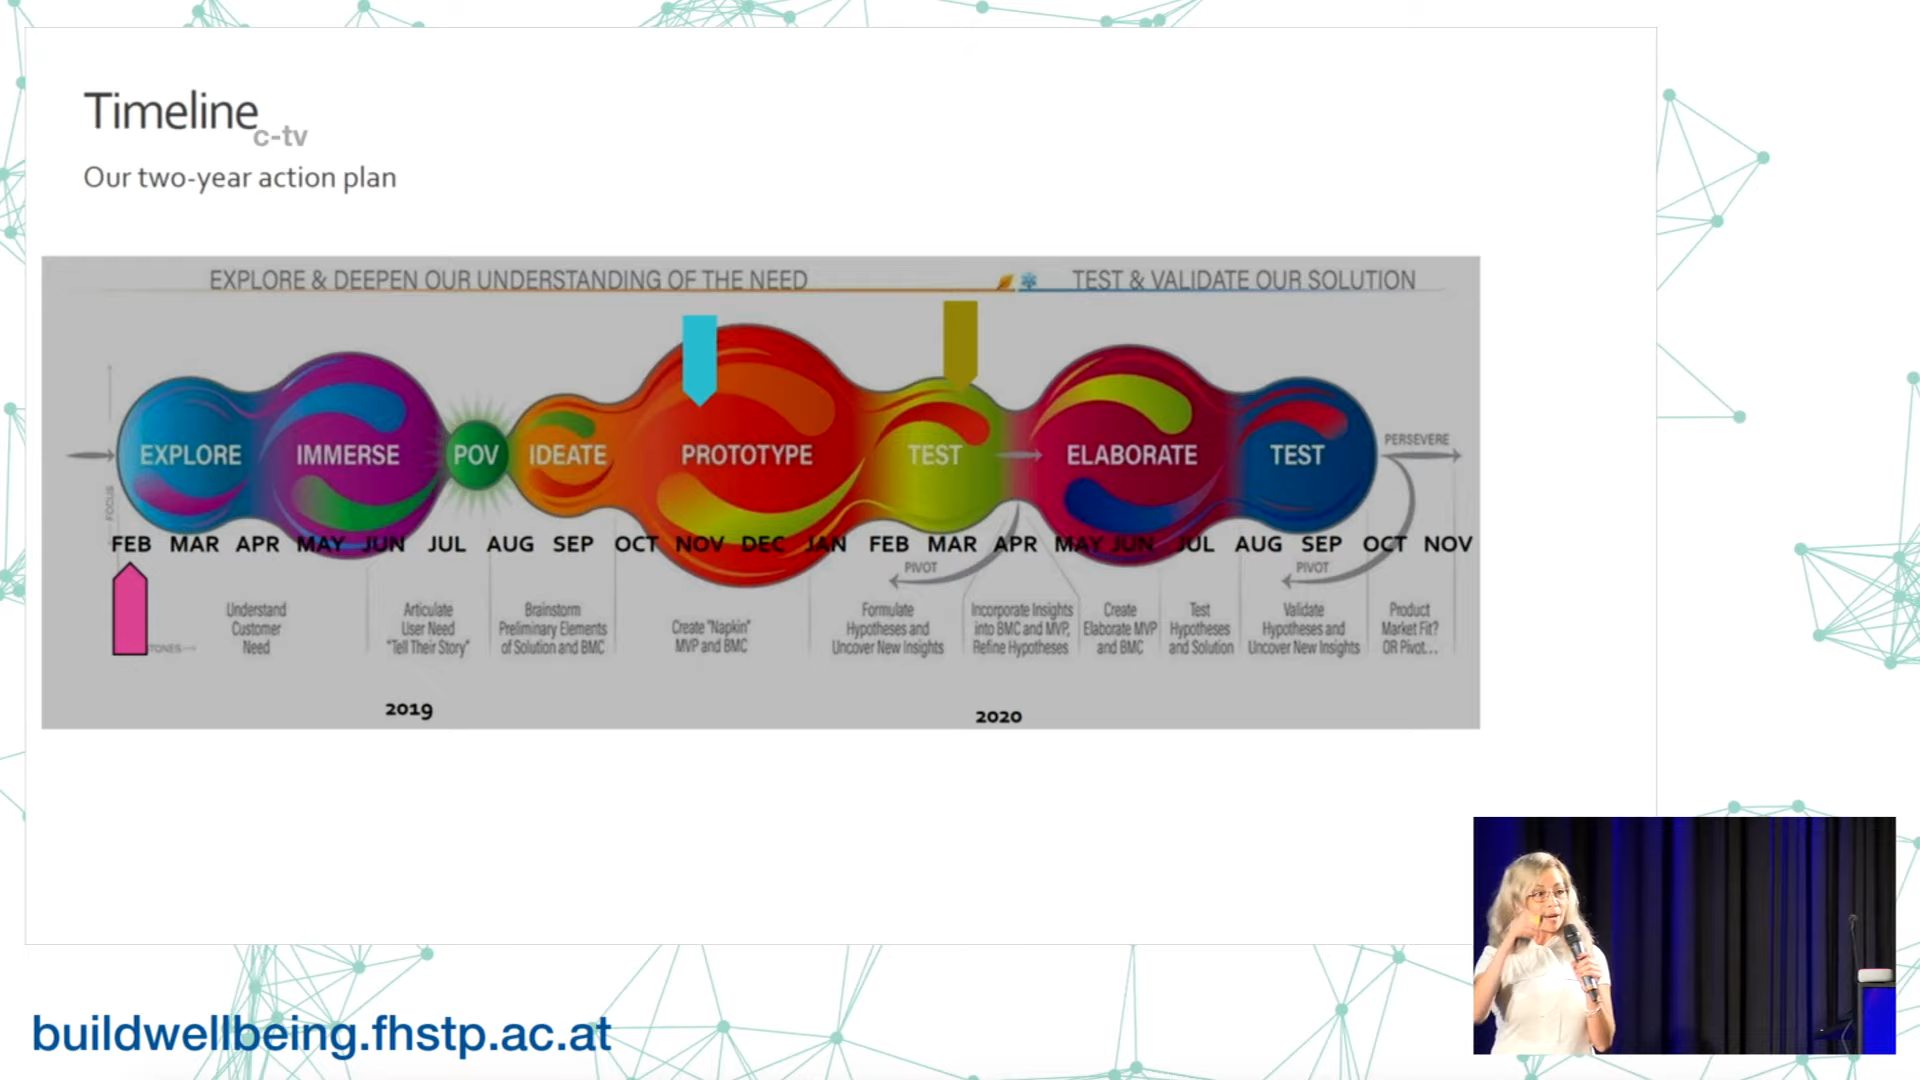 Timeline
c-tv
Our two-year action plan
EXPLORE & DEEPEN OUR UNDERSTANDING OF THE NEED
TEST & VALIDATE OUR SOLUTION
EXPLORE
IMMERSE
POV
IDEATE
PROTOTYPE
TEST
ELABORATE
TEST
PERSEVERE
FOCUS
FEB MAR APR MAY JUN JUL AUG SEP OCT NOV DEC JAN FEB MAR APR MAY JUN JUL AUG SEP OCT NOV
PIVOT
PIVOT
Understand
Customer
Need
Articulate
User Need
"Tell Their Story"
Brainstorm
Preliminary Elements
of Solution and BMC
Create "Napkin"
MVP and BMC
Formulate
Hypotheses and
Uncover New Insights
Incorporate Insights
into BMC and MVP,
Refine Hypotheses
Create
Elaborate MVP
and BMC
Test
Hypotheses
and Solution
Validate
Hypotheses and
Uncover New Insights
Product
Market Fit?
OR Pivot...
2019
2020
buildwellbeing.fhstp.ac.at